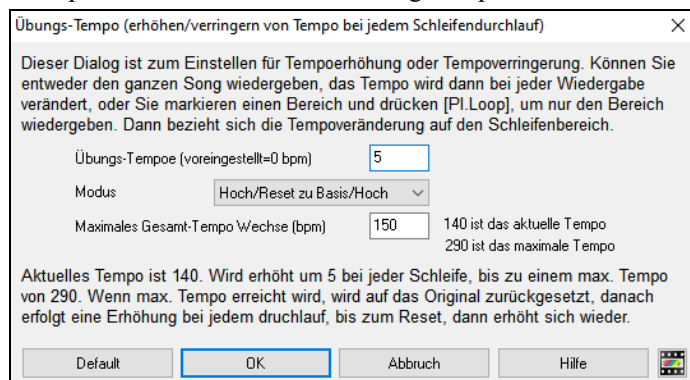 Übungs-Tempo (erhöhen/verringern von Tempo bei jedem Schleifendurchlauf)
Dieser Dialog ist zum Einstellen für Tempoerhöhung oder Tempoverringerung. Können Sie
entweder den ganzen Song wiedergeben, das Tempo wird dann bei jeder Wiedergabe
verändert, oder Sie markieren einen Bereich und drücken [Pl.Loop], um nur den Bereich
wiedergeben. Dann bezieht sich die Tempoveränderung auf den Schleifenbereich.
Übungs-Tempoe (voreingestellt=0 bpm) 5
Modus Hoch/Reset zu Basis/Hoch
Maximales Gesamt-Tempo Wechse (bpm) 150 140 ist das aktuelle Tempo
290 ist das maximale Tempo
Aktuelles Tempo ist 140. Wird erhöht um 5 bei jeder Schleife, bis zu einem max. Tempo
von 290. Wenn max. Tempo erreicht wird, wird auf das Original zurückgesetzt, danach
erfolgt eine Erhöhung bei jedem druchlauf, bis zum Reset, dann erhöht sich wieder.
Default OK Abbruch Hilfe